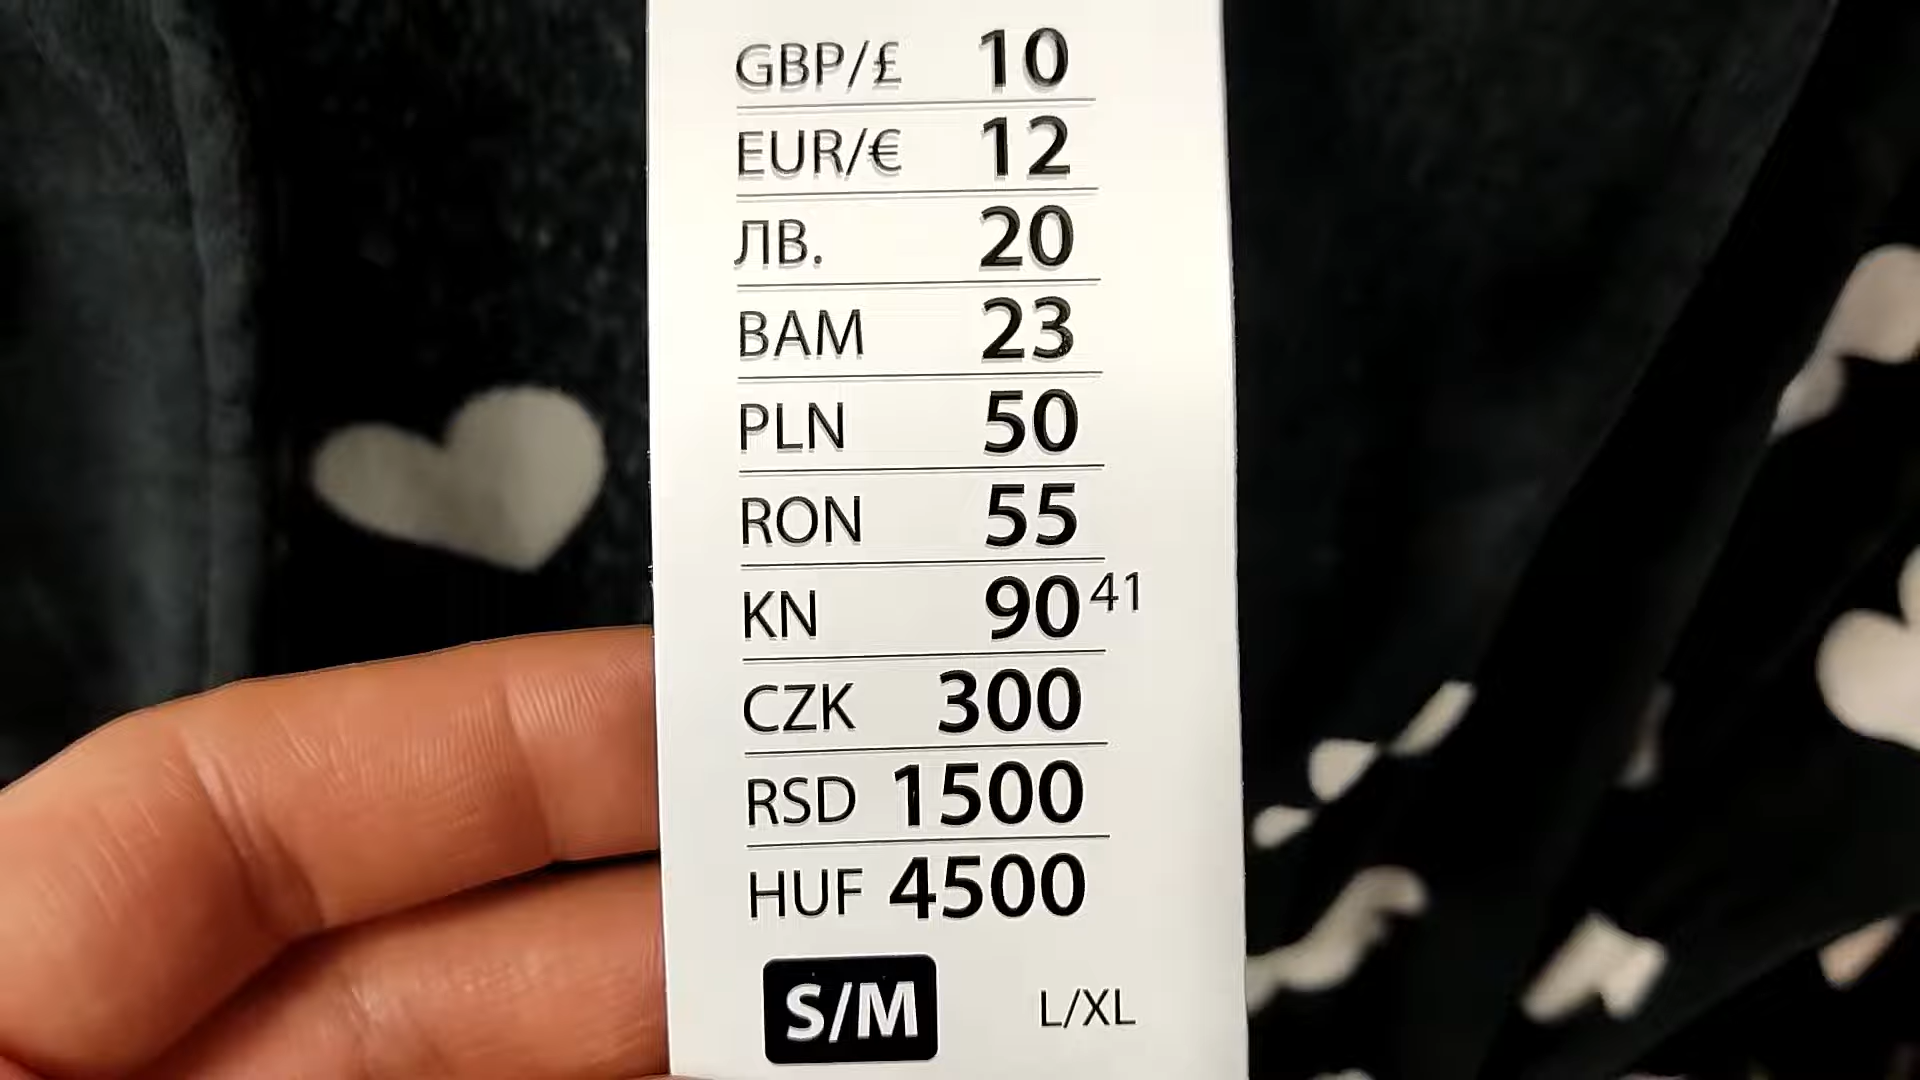 GBP/£ 10
EUR/€ 12
ЛВ. 20
BAM 23
PLN 50
RON 55
KN 90 41
CZK 300
RSD 1500
HUF 4500
S/M L/XL